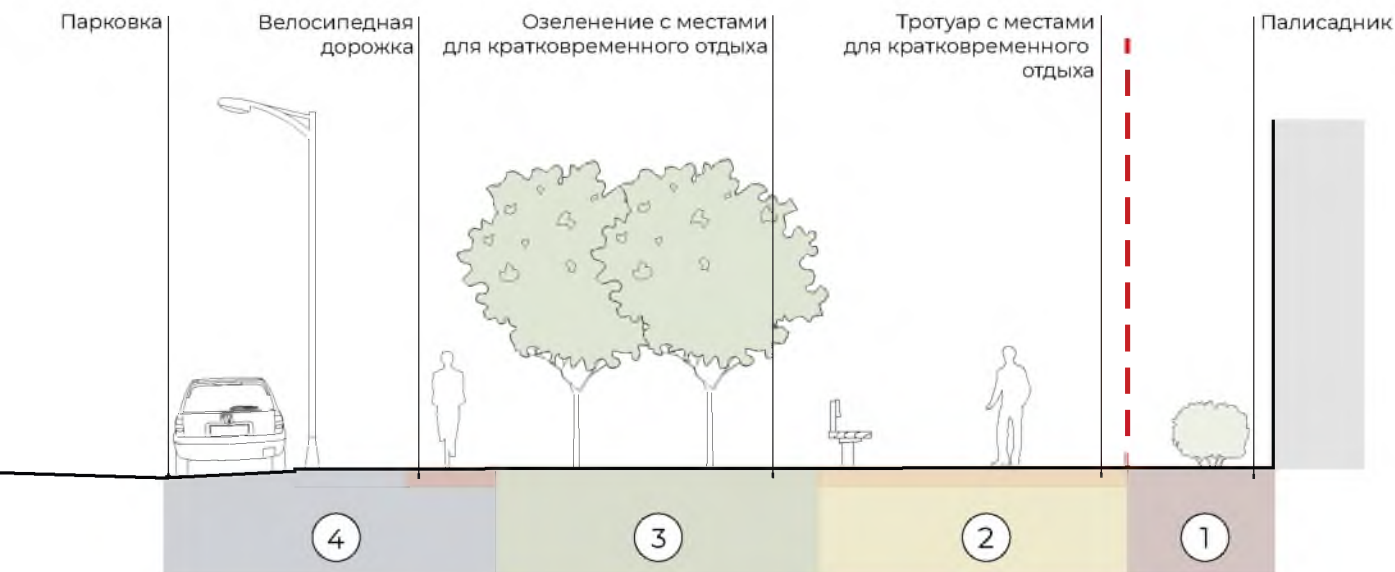 Парковка
Велосипедная
дорожка
Озеленение с местами
для кратковременного отдыха
Тротуар с местами
для кратковременного
отдыха
Палисадник
4
3
2
1